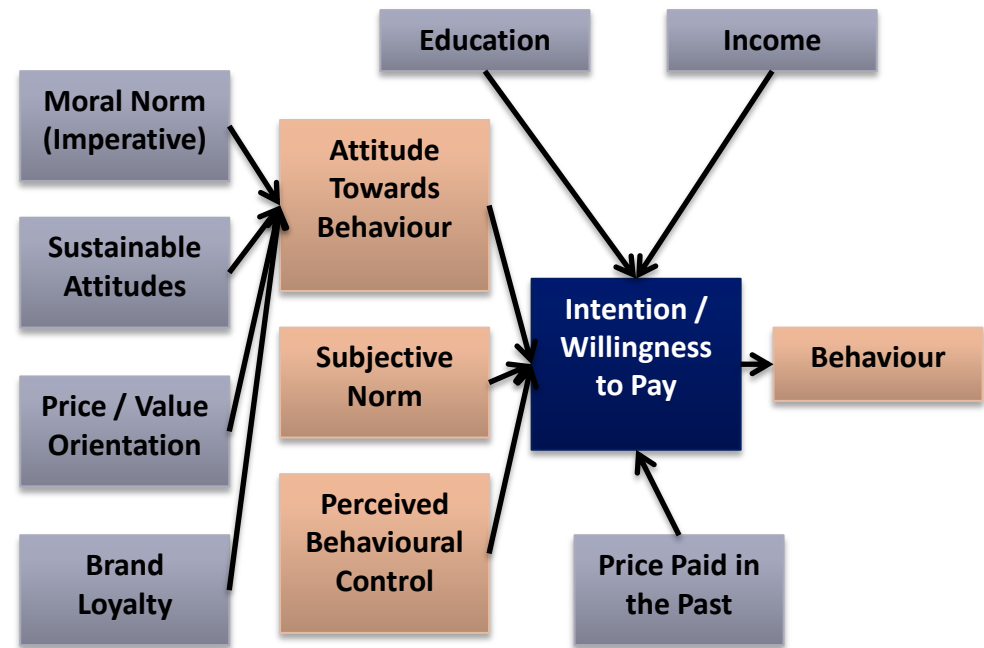 Education
Income
Moral Norm
(Imperative)
Attitude
Towards
Behaviour
Sustainable
Attitudes
Intention /
Willingness
to Pay
Subjective
Norm
Behaviour
Price / Value
Orientation
Perceived
Behavioural
Control
Brand
Loyalty
Price Paid in
the Past